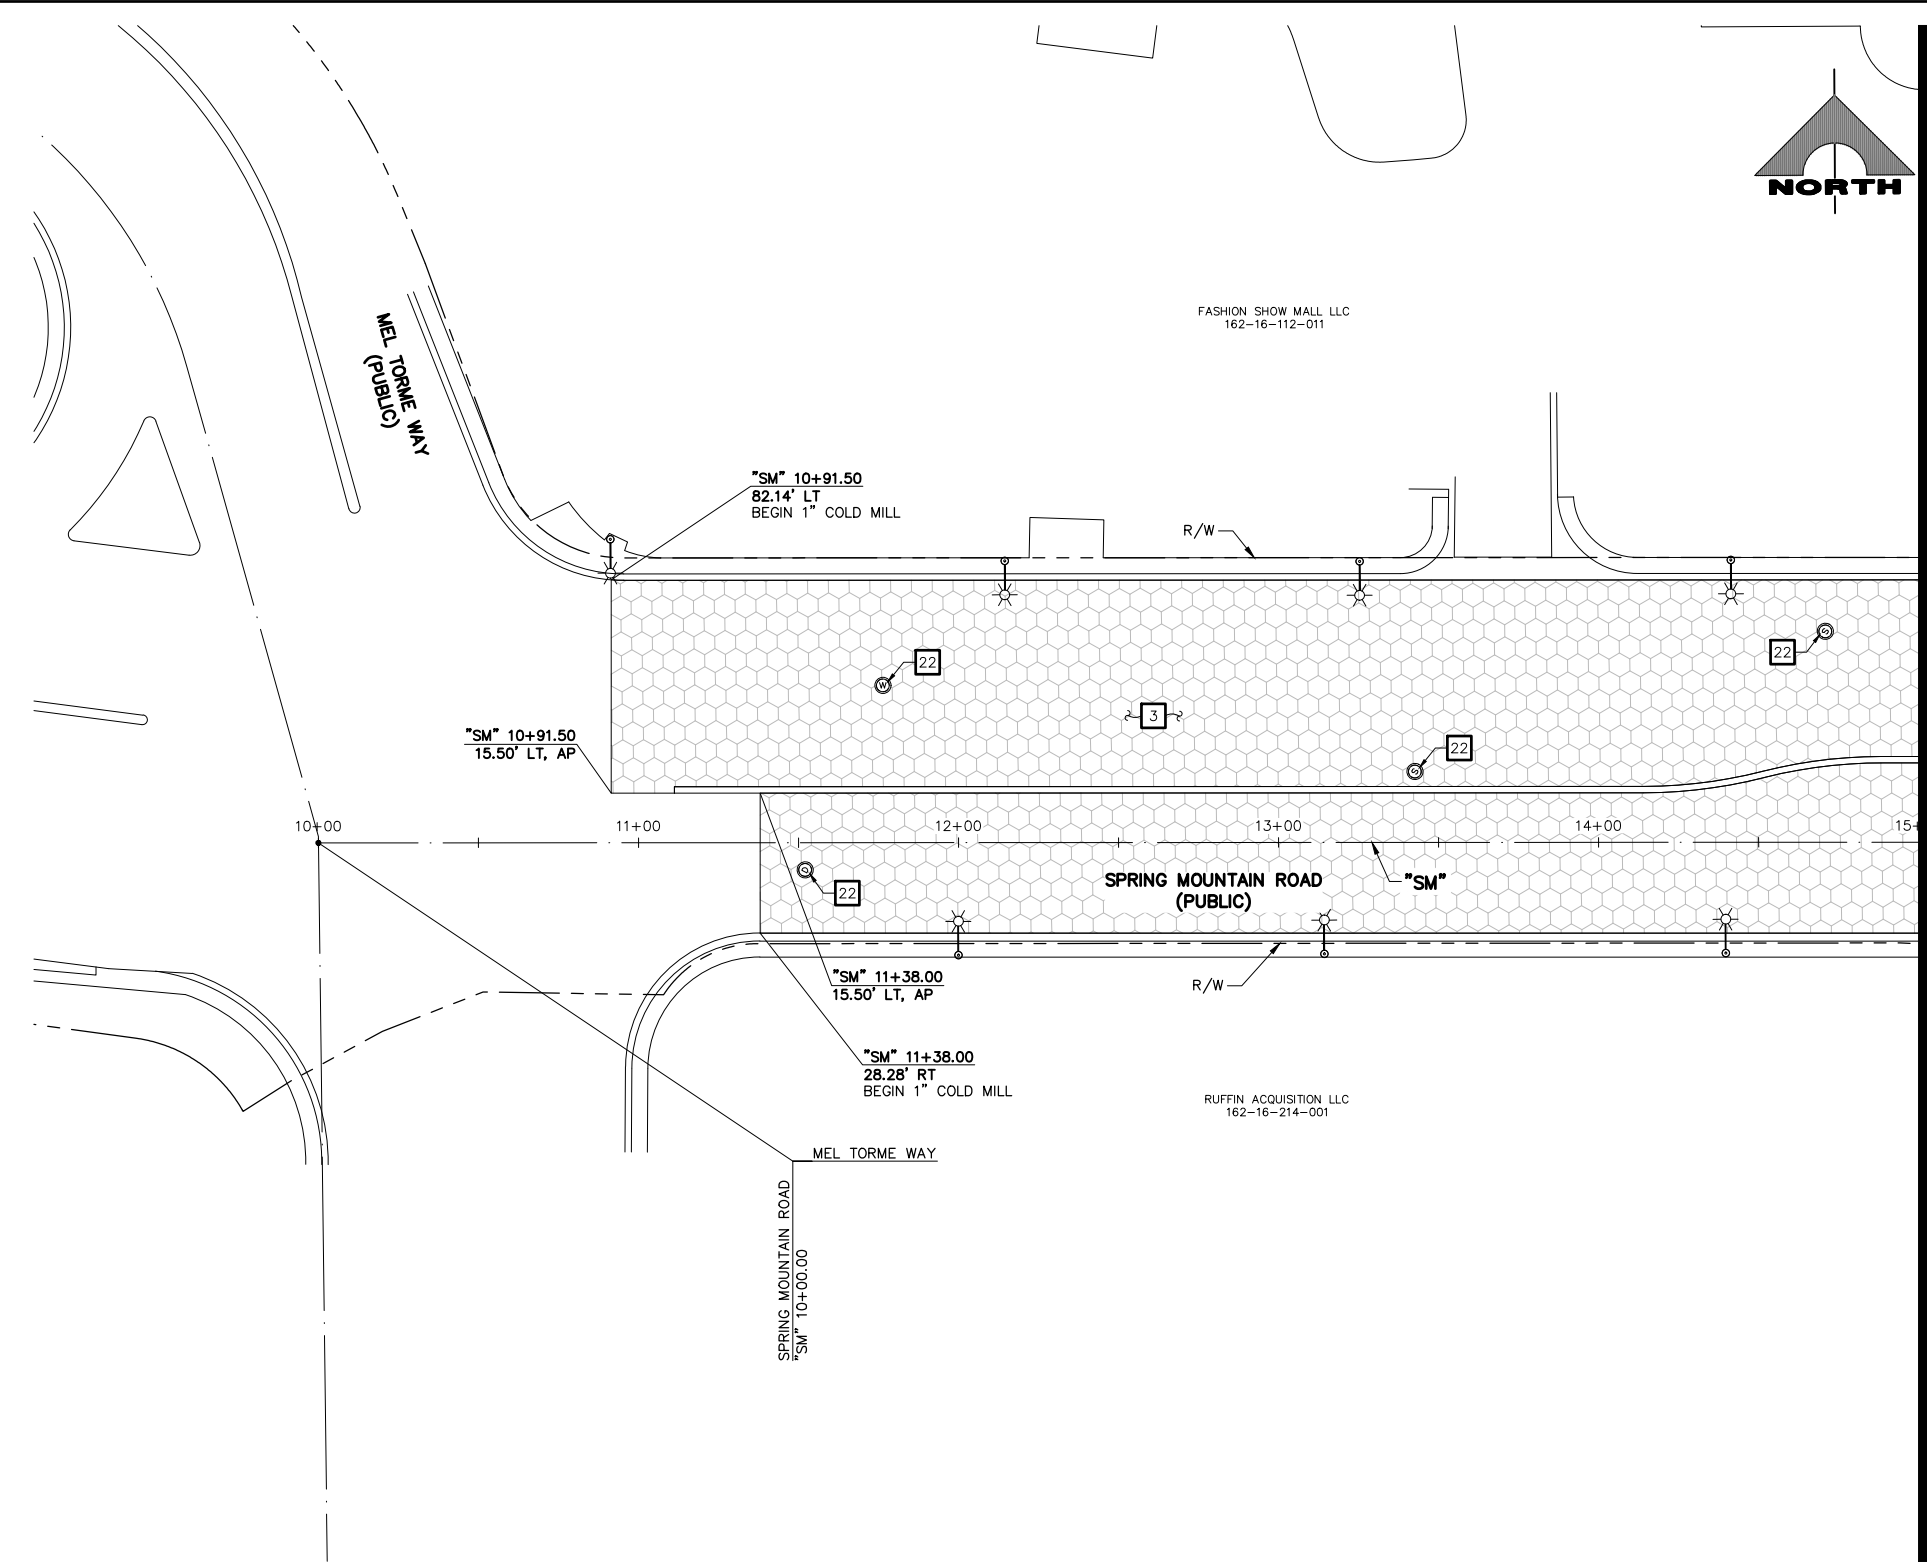 NORTH
FASHION SHOW MALL LLC
162-16-112-011
MEL TORME WAY
(PUBLIC)
"SM" 10+91.50
82.14' LT
BEGIN 1" COLD MILL
R/W
22
22
3
"SM" 10+91.50
15.50' LT, AP
22
10+00
11+00
12+00
13+00
14+00
15+
SPRING MOUNTAIN ROAD
(PUBLIC)
"SM"
22
"SM" 11+38.00
15.50' LT, AP
R/W
"SM" 11+38.00
28.28' RT
BEGIN 1" COLD MILL
RUFFIN ACQUISITION LLC
162-16-214-001
MEL TORME WAY
SPRING MOUNTAIN ROAD
"SM" 10+00.00
W
S
S
D